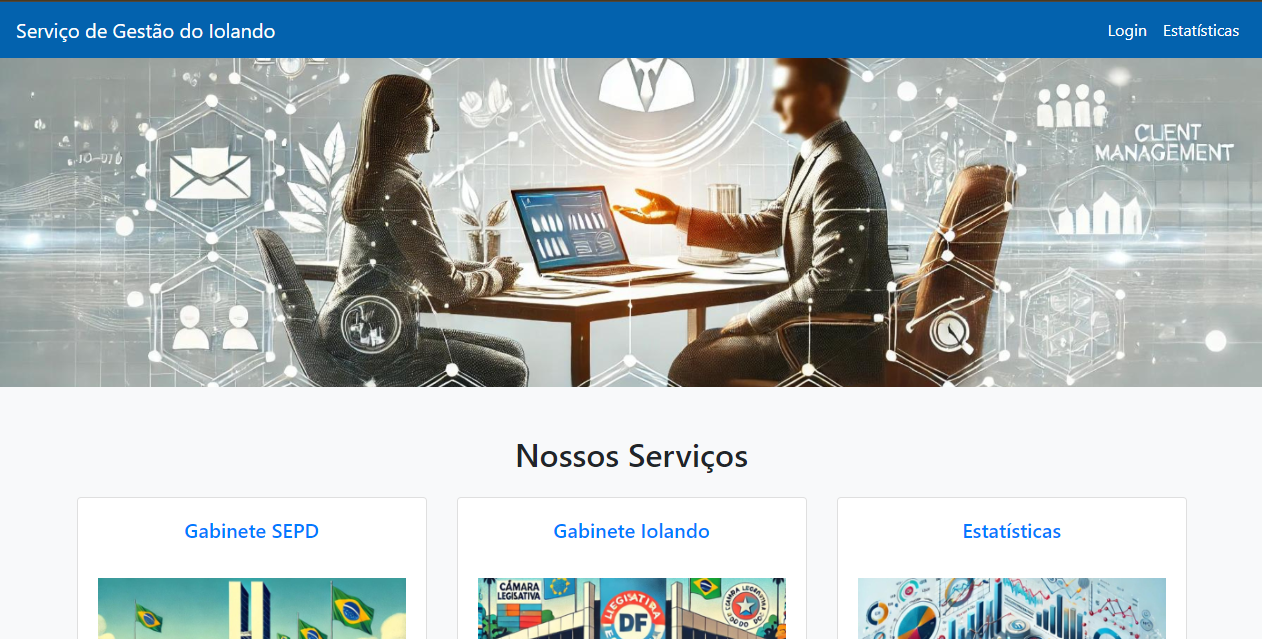 Serviço de Gestão do Iolando
Login Estatísticas
CLIENT
MANAGEMENT
Nossos Serviços
Gabinete SEPD
Gabinete Iolando
Estatísticas
CÂMARA
LEGISLATIVA
DF